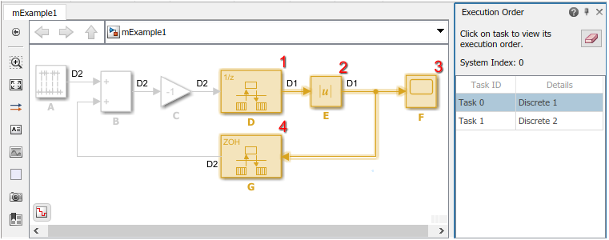 mExample1
mExample1
D2
A
+
+
B
D2
-1
C
D2
1
1/z
D
D1
2
|u|
E
D1
3
F
4
ZOH
D2
G
Execution Order
Click on task to view its
execution order.
System Index: 0
Task ID Details
Task 0 Discrete 1
Task 1 Discrete 2